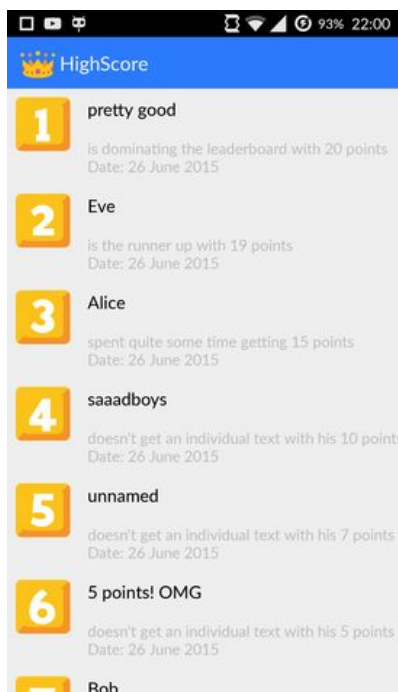 93% 22:00
HighScore
1
pretty good
is dominating the leaderboard with 20 points
Date: 26 June 2015
2
Eve
is the runner up with 19 points
Date: 26 June 2015
3
Alice
spent quite some time getting 15 points
Date: 26 June 2015
4
saaadboys
doesn't get an individual text with his 10 point
Date: 26 June 2015
5
unnamed
doesn't get an individual text with his 7 points
Date: 26 June 2015
6
5 points! OMG
doesn't get an individual text with his 5 points
Date: 26 June 2015
Bob